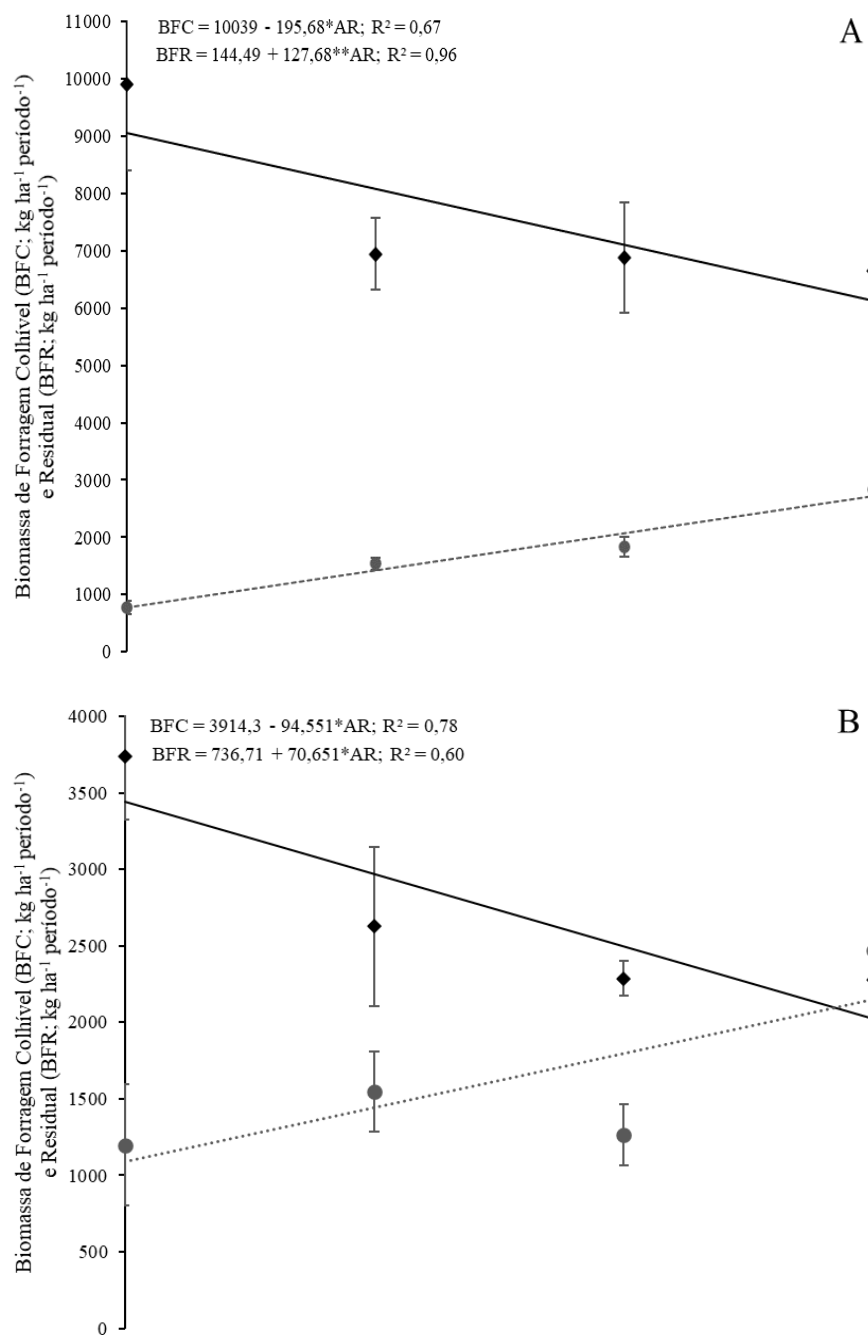 BFC = 10039 - 195,68*AR; R² = 0,67
BFR = 144,49 + 127,68**AR; R² = 0,96
A
Biomassa de Forragem Colhível (BFC; kg ha⁻¹ período⁻¹)
e Residual (BFR; kg ha⁻¹ período⁻¹)
11000
10000
9000
8000
7000
6000
5000
4000
3000
2000
1000
0
BFC = 3914,3 - 94,551*AR; R² = 0,78
BFR = 736,71 + 70,651*AR; R² = 0,60
B
Biomassa de Forragem Colhível (BFC; kg ha⁻¹ período⁻¹)
e Residual (BFR; kg ha⁻¹ período⁻¹)
4000
3500
3000
2500
2000
1500
1000
500
0